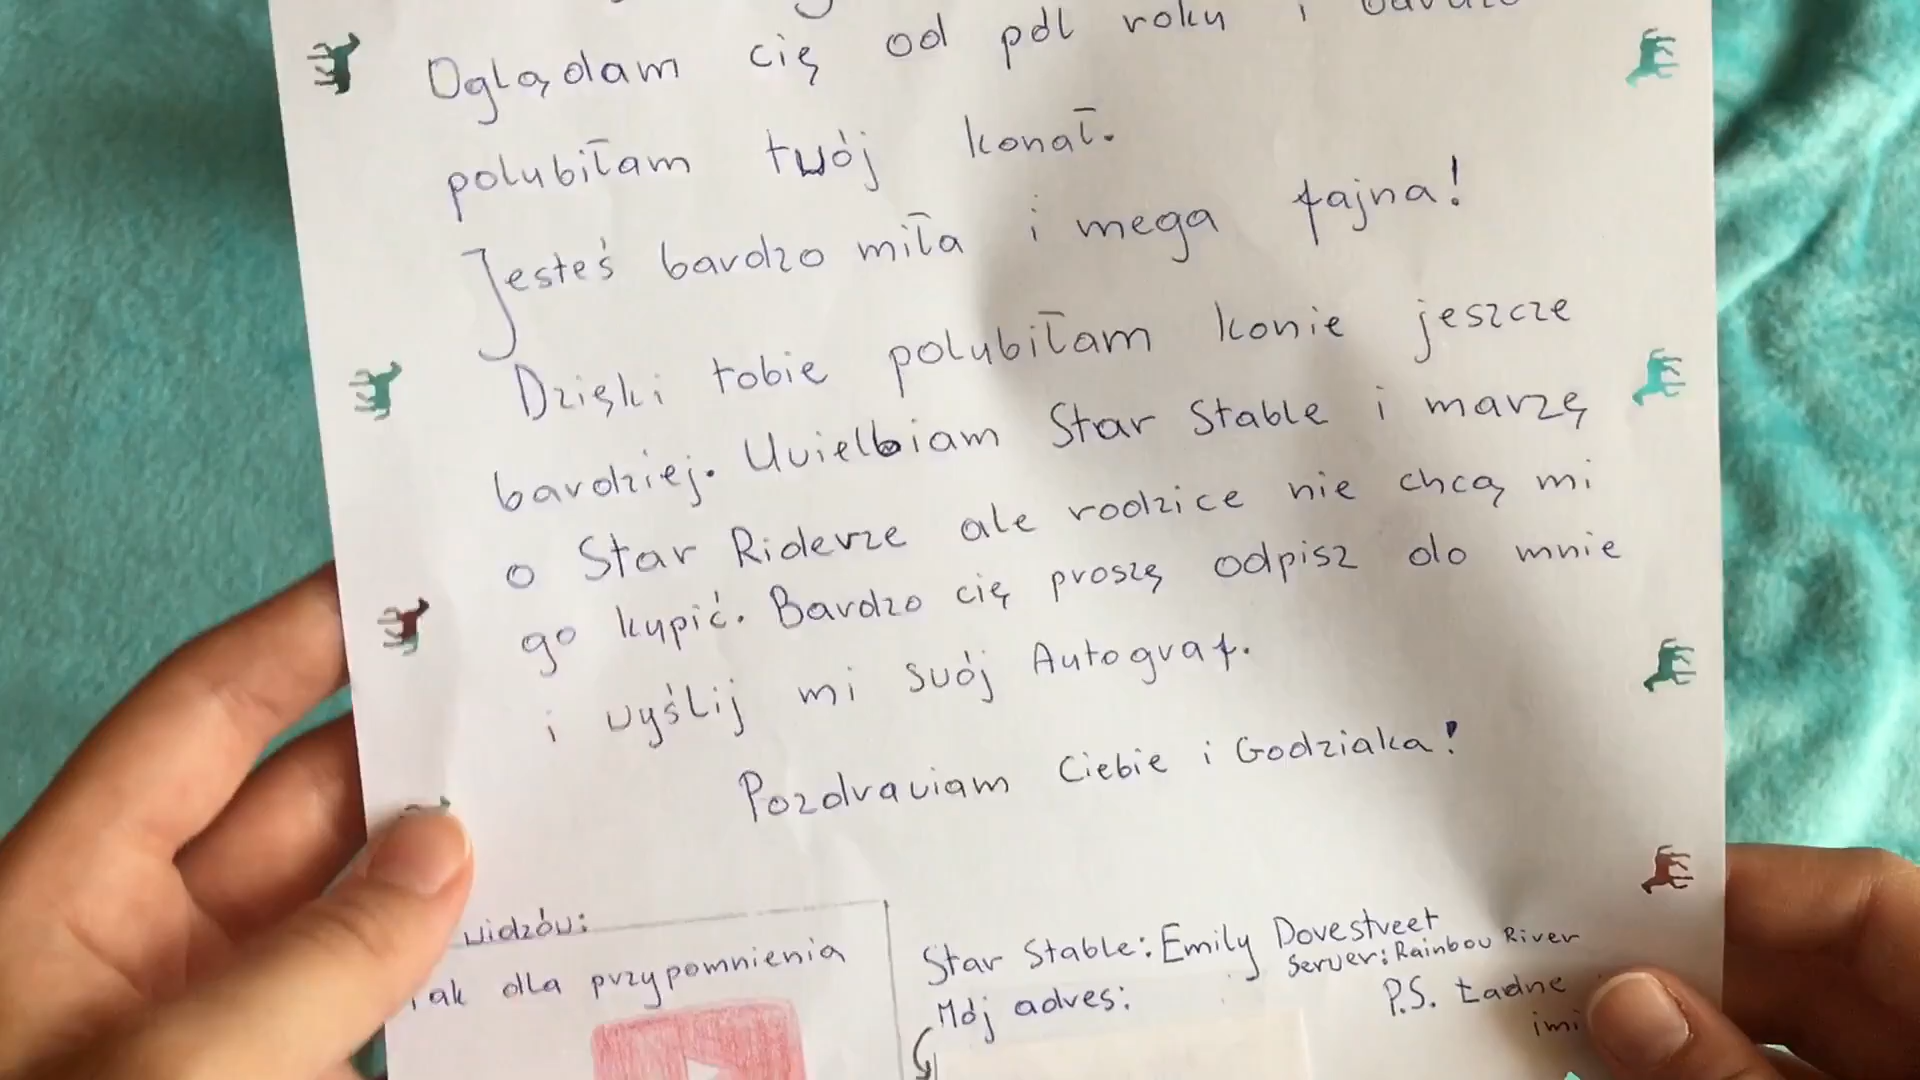 Oglądam cię od pół roku i bardzo
polubiłam twój kanał.
Jesteś bardzo miła i mega fajna!
Dzięki tobie polubiłam konie jeszcze
bardziej. Uwielbiam Star Stable i marzę
o Star Riderze ale rodzice nie chcą mi
go kupić. Bardzo cię proszę odpisz do mnie
i wyślij mi swój Autograf.
Pozdrawiam Ciebie i Godziaka!
widzów:
Tak dla przypomnienia
Star Stable: Emily Dovestreet
Server: Rainbow River
Mój adres:
P.S. Ładne